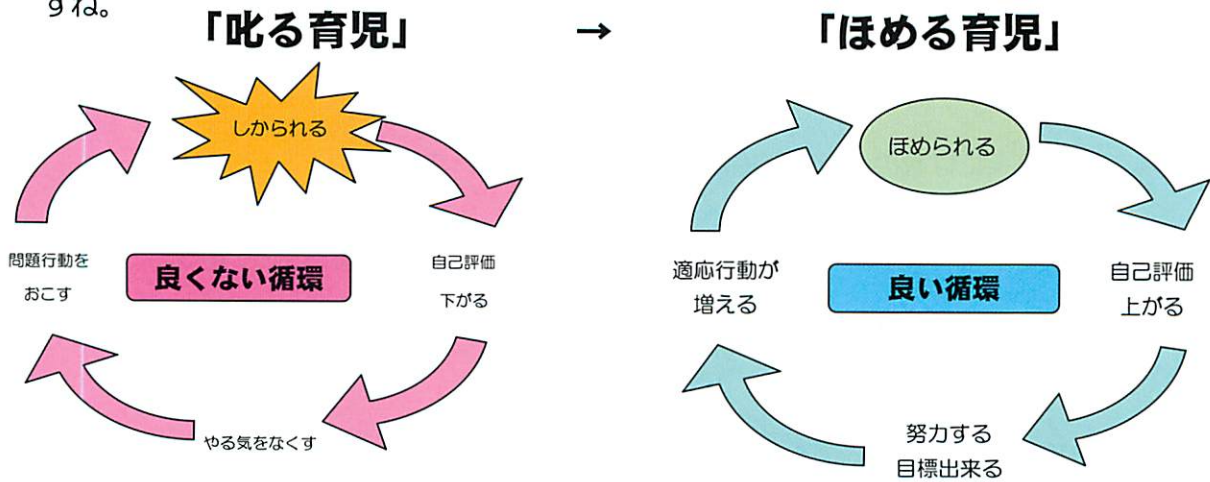 すね。
「叱る育児」 → 「ほめる育児」
しかられる
自己評価
下がる
やる気をなくす
問題行動を
おこす
良くない循環
ほめられる
自己評価
上がる
努力する
目標出来る
適応行動が
増える
良い循環